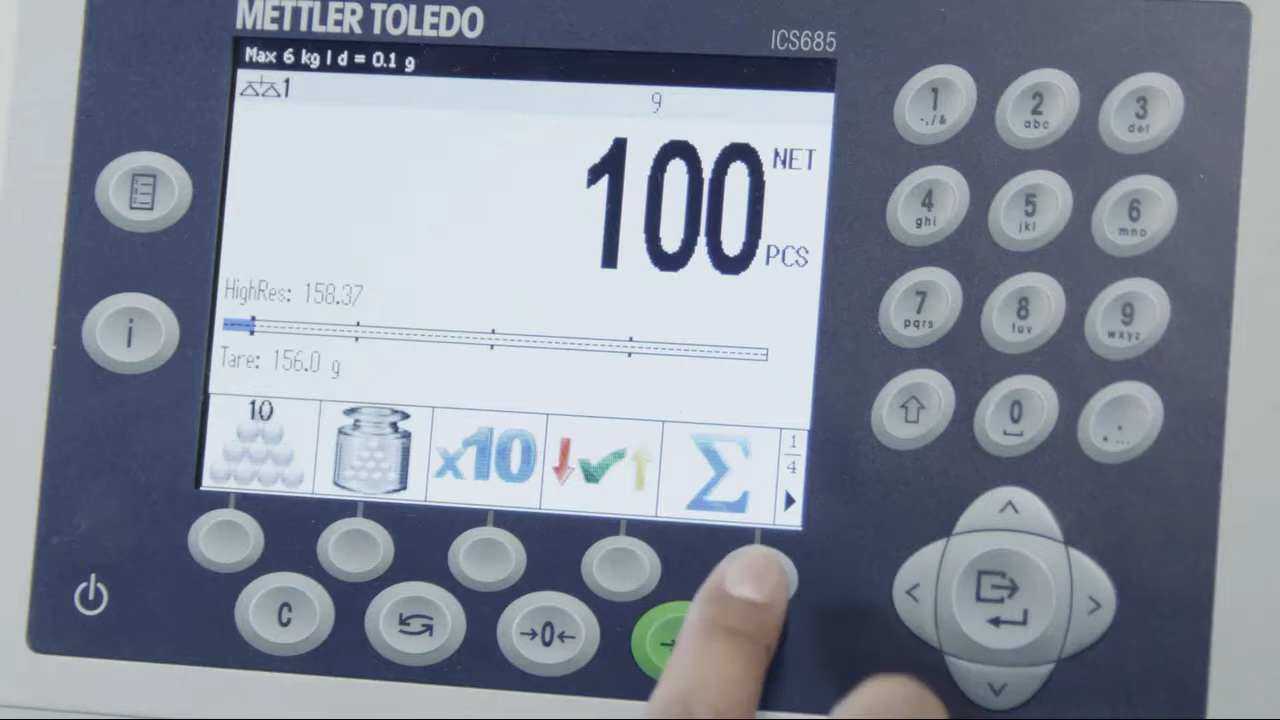 METTLER TOLEDO
ICS685
Max 6 kg | d = 0.1 g
1
g
100
NET
PCS
HighRes: 158.37
Tare: 156.0 g
10
x10
Σ
1
4
i
C
→0←
1
.,/&
2
abc
3
def
4
ghi
5
jkl
6
mno
7
pqrs
8
tuv
9
wxyz
0